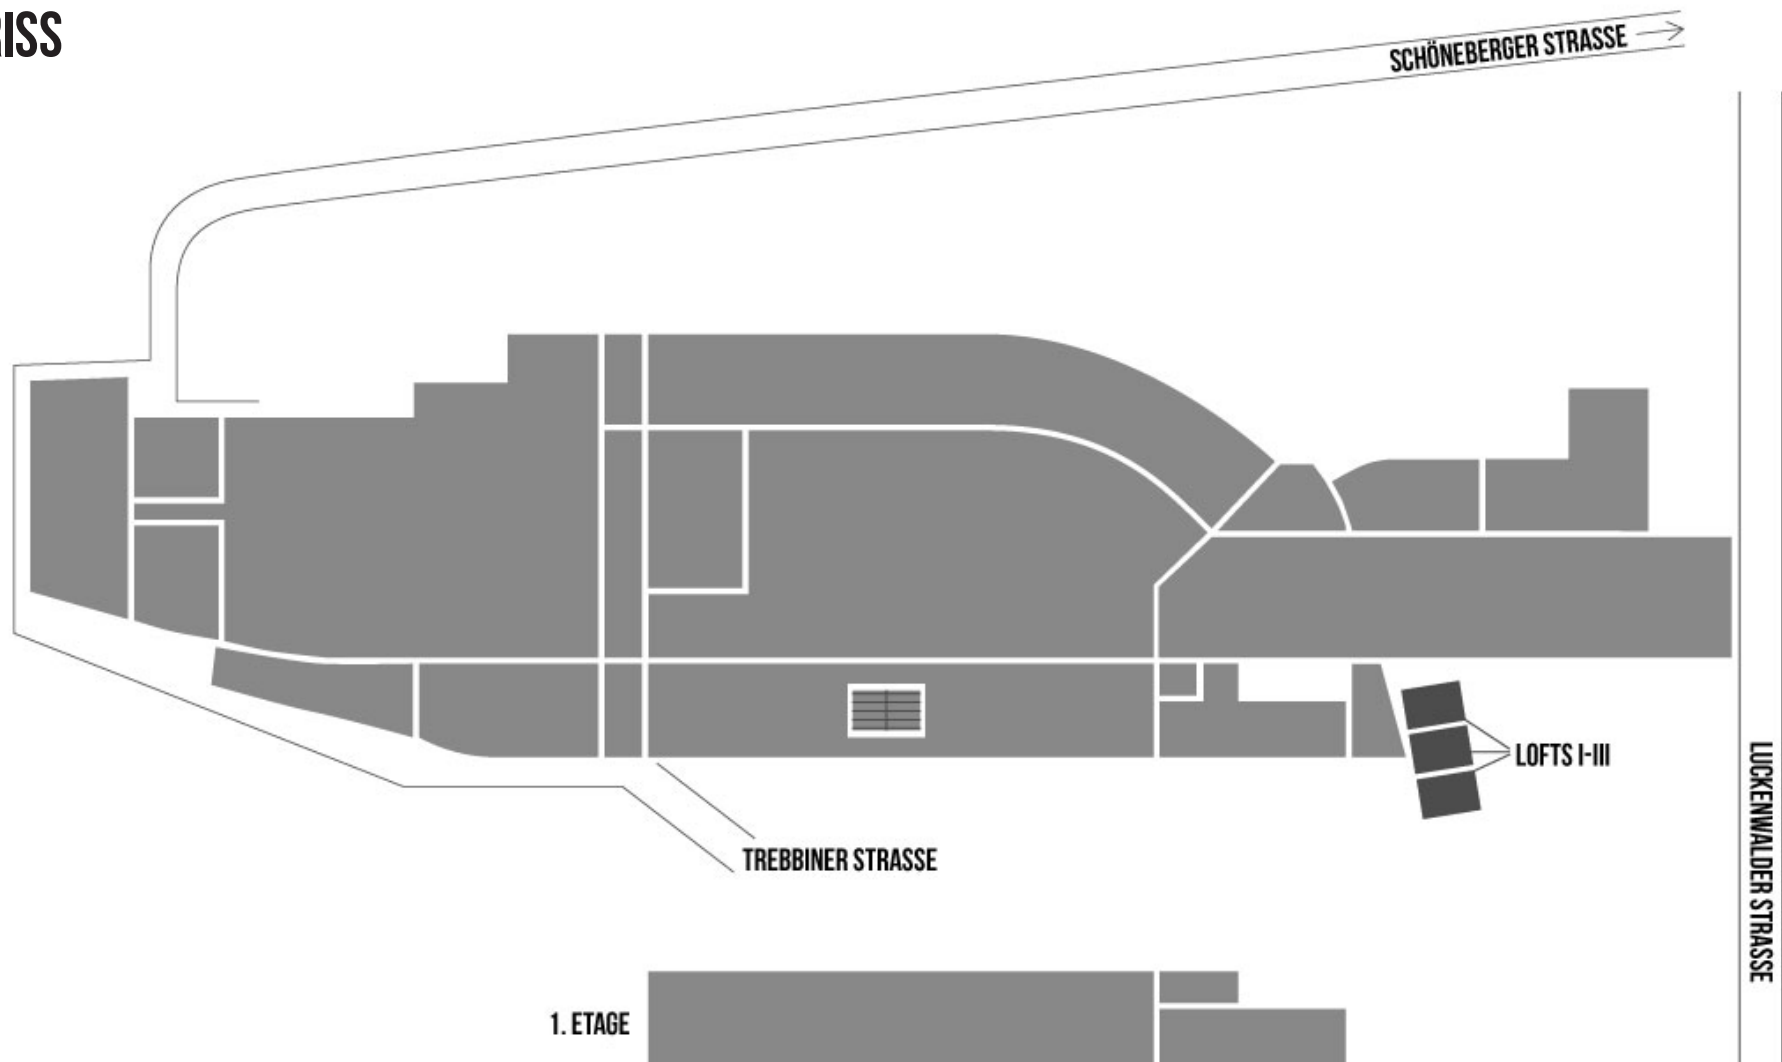 RISS
SCHÖNEBERGER STRASSE
LOFTS I-III
LUCKENWALDER STRASSE
TREBBINER STRASSE
1. ETAGE